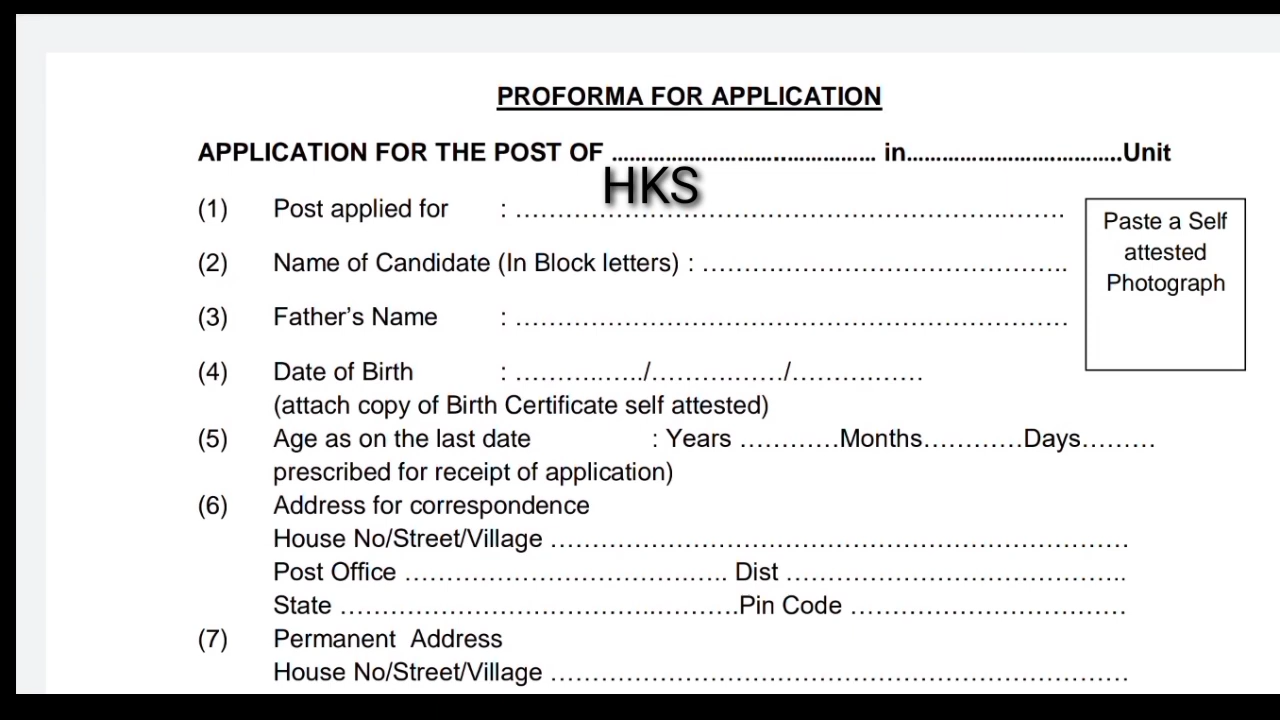 PROFORMA FOR APPLICATION
APPLICATION FOR THE POST OF ........................................ in.................................Unit
HKS
(1) Post applied for : ……………………………………………………………….
Paste a Self
attested
Photograph
(2) Name of Candidate (In Block letters) : ……………………………………..
(3) Father’s Name : …………………………………………………………
(4) Date of Birth : ……………/……………/……………
(attach copy of Birth Certificate self attested)
(5) Age as on the last date : Years …………Months…………Days………
prescribed for receipt of application)
(6) Address for correspondence
House No/Street/Village ……………………………………………………………
Post Office ……………………………….. Dist …………………………………..
State ……………………………………….Pin Code ……………………………
(7) Permanent Address
House No/Street/Village ……………………………………………………………